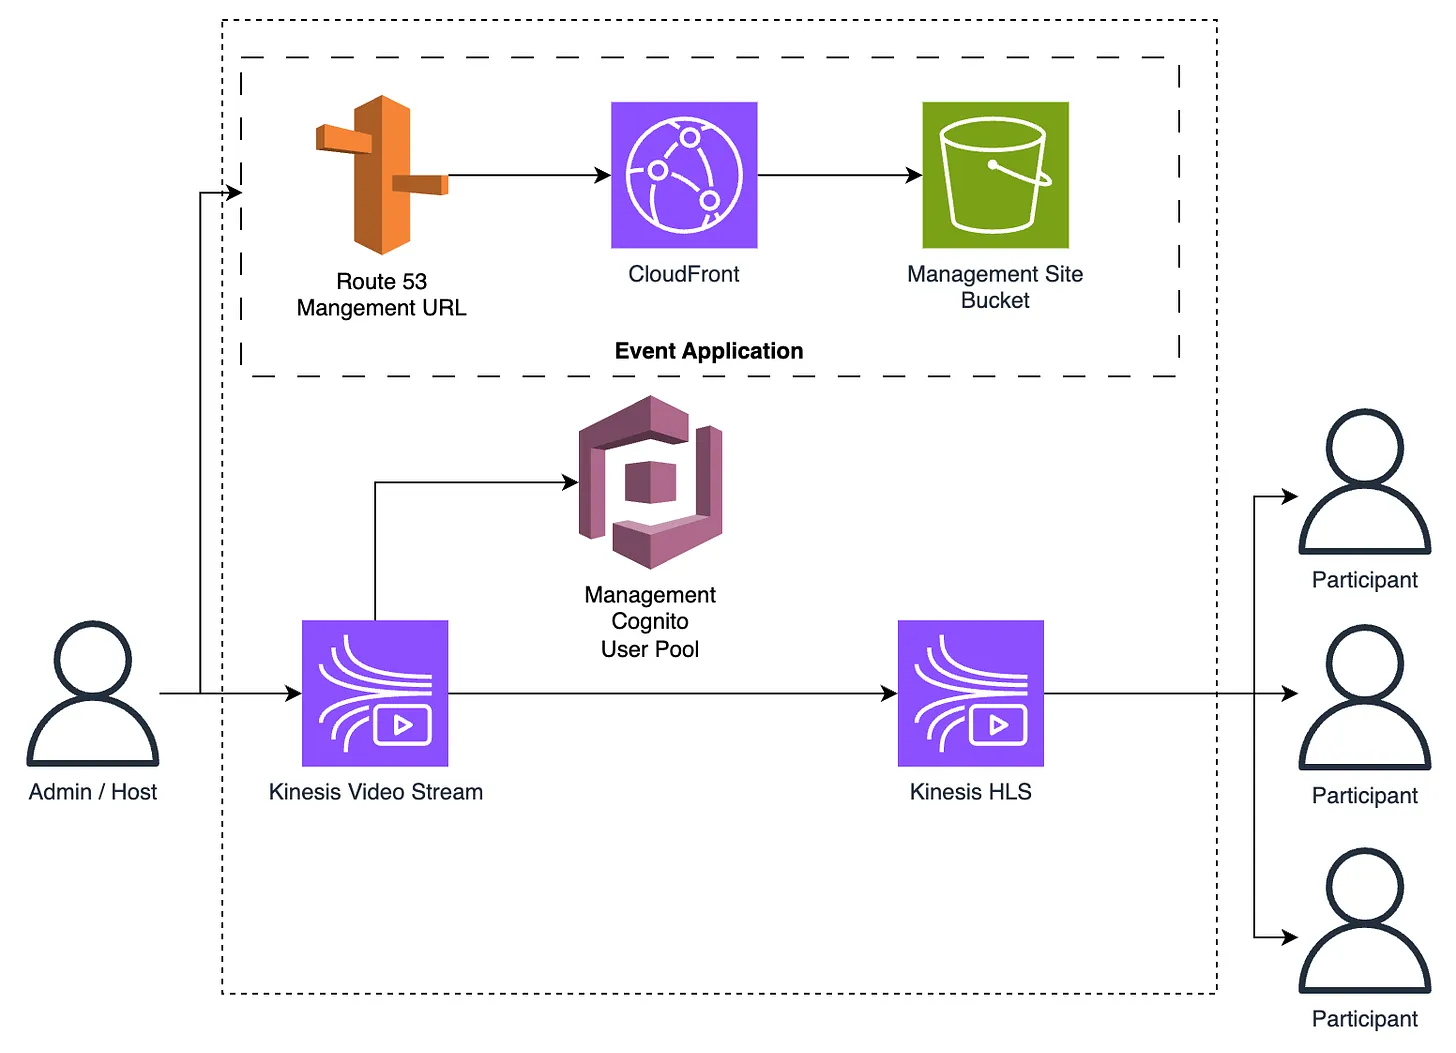 Route 53
Mangement URL
CloudFront
Management Site
Bucket
Event Application
Management
Cognito
User Pool
Participant
Admin / Host
Kinesis Video Stream
Kinesis HLS
Participant
Participant